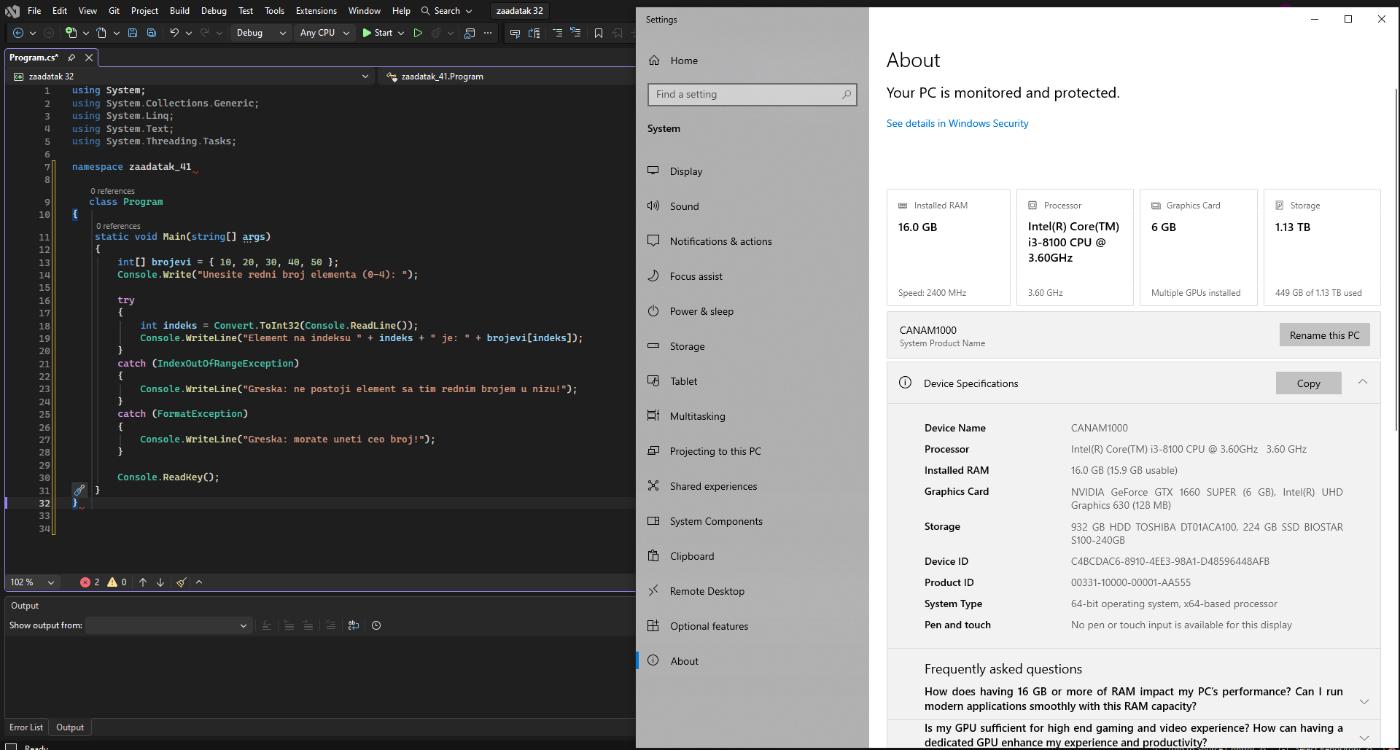 File Edit View Git Project Build Debug Test Tools Extensions Window Help Search zaadatak 32
Debug Any CPU Start
Program.cs*
zaadatak 32 zaadatak_41.Program
1 using System;
2 using System.Collections.Generic;
3 using System.Linq;
4 using System.Text;
5 using System.Threading.Tasks;
6
7 namespace zaadatak_41
8
0 references
9 class Program
10 {
0 references
11 static void Main(string[] args)
12 {
13 int[] brojevi = { 10, 20, 30, 40, 50 };
14 Console.Write("Unesite redni broj elementa (0-4): ");
15
16 try
17 {
18 int indeks = Convert.ToInt32(Console.ReadLine());
19 Console.WriteLine("Element na indeksu " + indeks + " je: " + brojevi[indeks]);
20 }
21 catch (IndexOutOfRangeException)
22 {
23 Console.WriteLine("Greska: ne postoji element sa tim rednim brojem u nizu!");
24 }
25 catch (FormatException)
26 {
27 Console.WriteLine("Greska: morate uneti ceo broj!");
28 }
29
30 Console.ReadKey();
31 }
32 }
33
34
102 % 2 0
Output
Show output from:
Error List Output
Ready
Settings
Home
Find a setting
System
Display
Sound
Notifications & actions
Focus assist
Power & sleep
Storage
Tablet
Multitasking
Projecting to this PC
Shared experiences
System Components
Clipboard
Remote Desktop
Optional features
About
About
Your PC is monitored and protected.
See details in Windows Security
Installed RAM
16.0 GB
Speed: 2400 MHz
Processor
Intel(R) Core(TM)
i3-8100 CPU @
3.60GHz
3.60 GHz
Graphics Card
6 GB
Multiple GPUs installed
Storage
1.13 TB
449 GB of 1.13 TB used
CANAM1000
System Product Name
Rename this PC
Device Specifications Copy
Device Name CANAM1000
Processor Intel(R) Core(TM) i3-8100 CPU @ 3.60GHz 3.60 GHz
Installed RAM 16.0 GB (15.9 GB usable)
Graphics Card NVIDIA GeForce GTX 1660 SUPER (6 GB), Intel(R) UHD
Graphics 630 (128 MB)
Storage 932 GB HDD TOSHIBA DT01ACA100, 224 GB SSD BIOSTAR
S100-240GB
Device ID C4BCDAC6-8910-4EE3-98A1-D48596448AFB
Product ID 00331-10000-00001-AA555
System Type 64-bit operating system, x64-based processor
Pen and touch No pen or touch input is available for this display
Frequently asked questions
How does having 16 GB or more of RAM impact my PC's performance? Can I run
modern applications smoothly with this RAM capacity?
Is my GPU sufficient for high end gaming and video experience? How can having a
dedicated GPU enhance my experience and productivity?